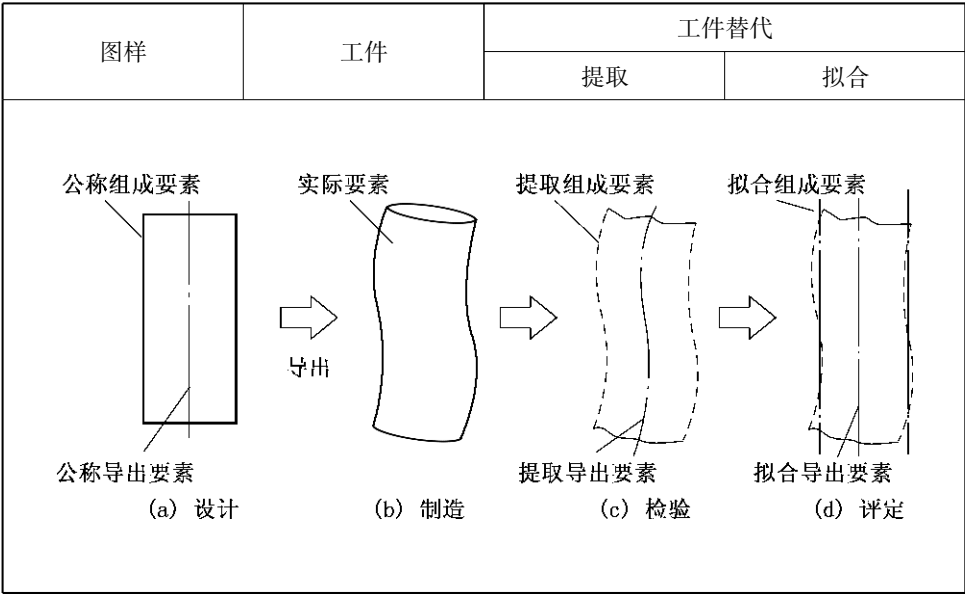 图样
工件
工件替代
提取
拟合
公称组成要素
实际要素
提取组成要素
拟合组成要素
导出
公称导出要素
提取导出要素
拟合导出要素
(a) 设计
(b) 制造
(c) 检验
(d) 评定